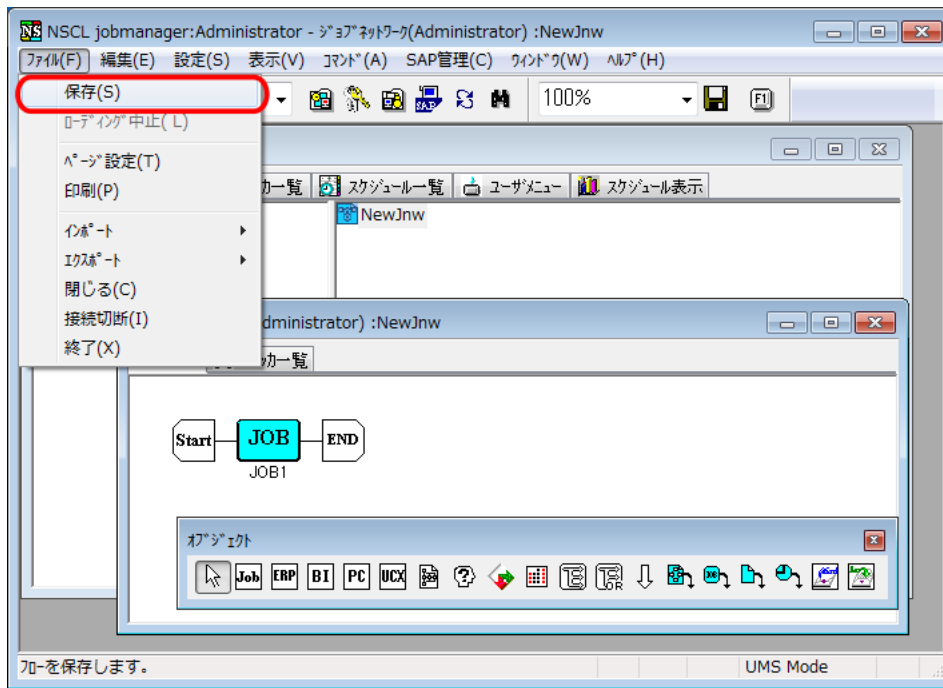 NSCL jobmanager:Administrator - ｼﾞｮﾌﾞﾈｯﾄﾜｰｸ(Administrator) :NewJnw
ﾌｧｲﾙ(F) 編集(E) 設定(S) 表示(V) ｺﾏﾝﾄﾞ(A) SAP管理(C) ｳｨﾝﾄﾞｳ(W) ﾍﾙﾌﾟ(H)
保存(S)
SAP 100% F1
ﾛｰﾃﾞｨﾝｸﾞ中止(L)
ﾍﾟｰｼﾞ設定(T)
ｶｰ覧 ｽｹｼﾞｭｰﾙ一覧 ﾕｰｻﾞﾒﾆｭｰ ｽｹｼﾞｭｰﾙ表示
印刷(P)
NewJnw
ｲﾝﾎﾟｰﾄ
ｴｸｽﾎﾟｰﾄ
閉じる(C)
接続切断(I)
dministrator) :NewJnw
終了(X)
ｯｶ一覧
Start JOB END
JOB1
ｵﾌﾞｼﾞｪｸﾄ
Job ERP BI PC UCX
ﾌﾛｰを保存します。 UMS Mode